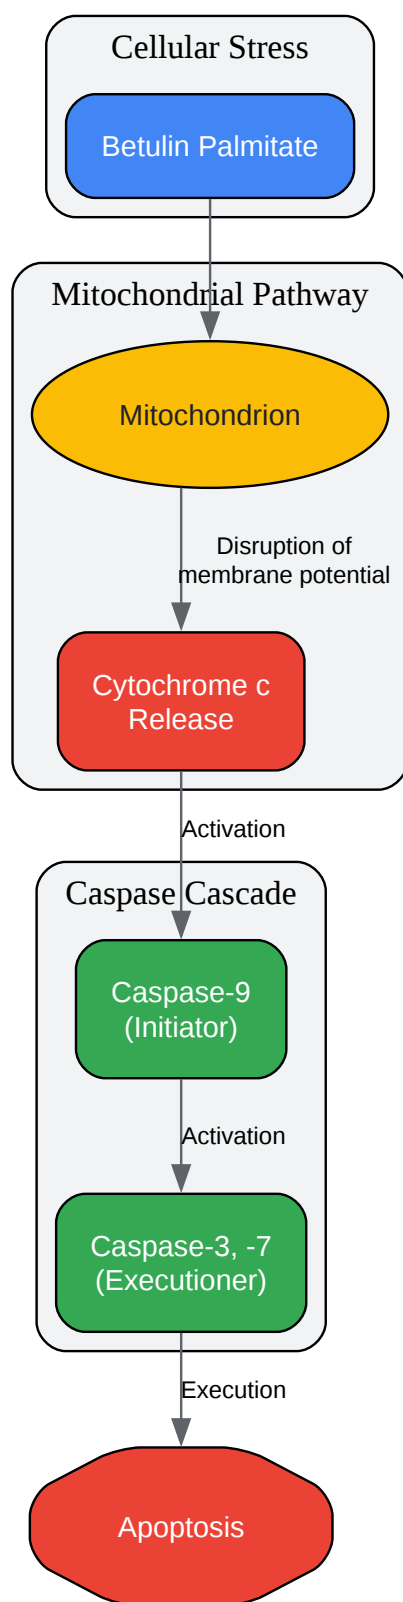 Cellular Stress
Betulin Palmitate
Mitochondrial Pathway
Mitochondrion
Disruption of
membrane potential
Cytochrome c
Release
Activation
Caspase Cascade
Caspase-9
(Initiator)
Activation
Caspase-3, -7
(Executioner)
Execution
Apoptosis